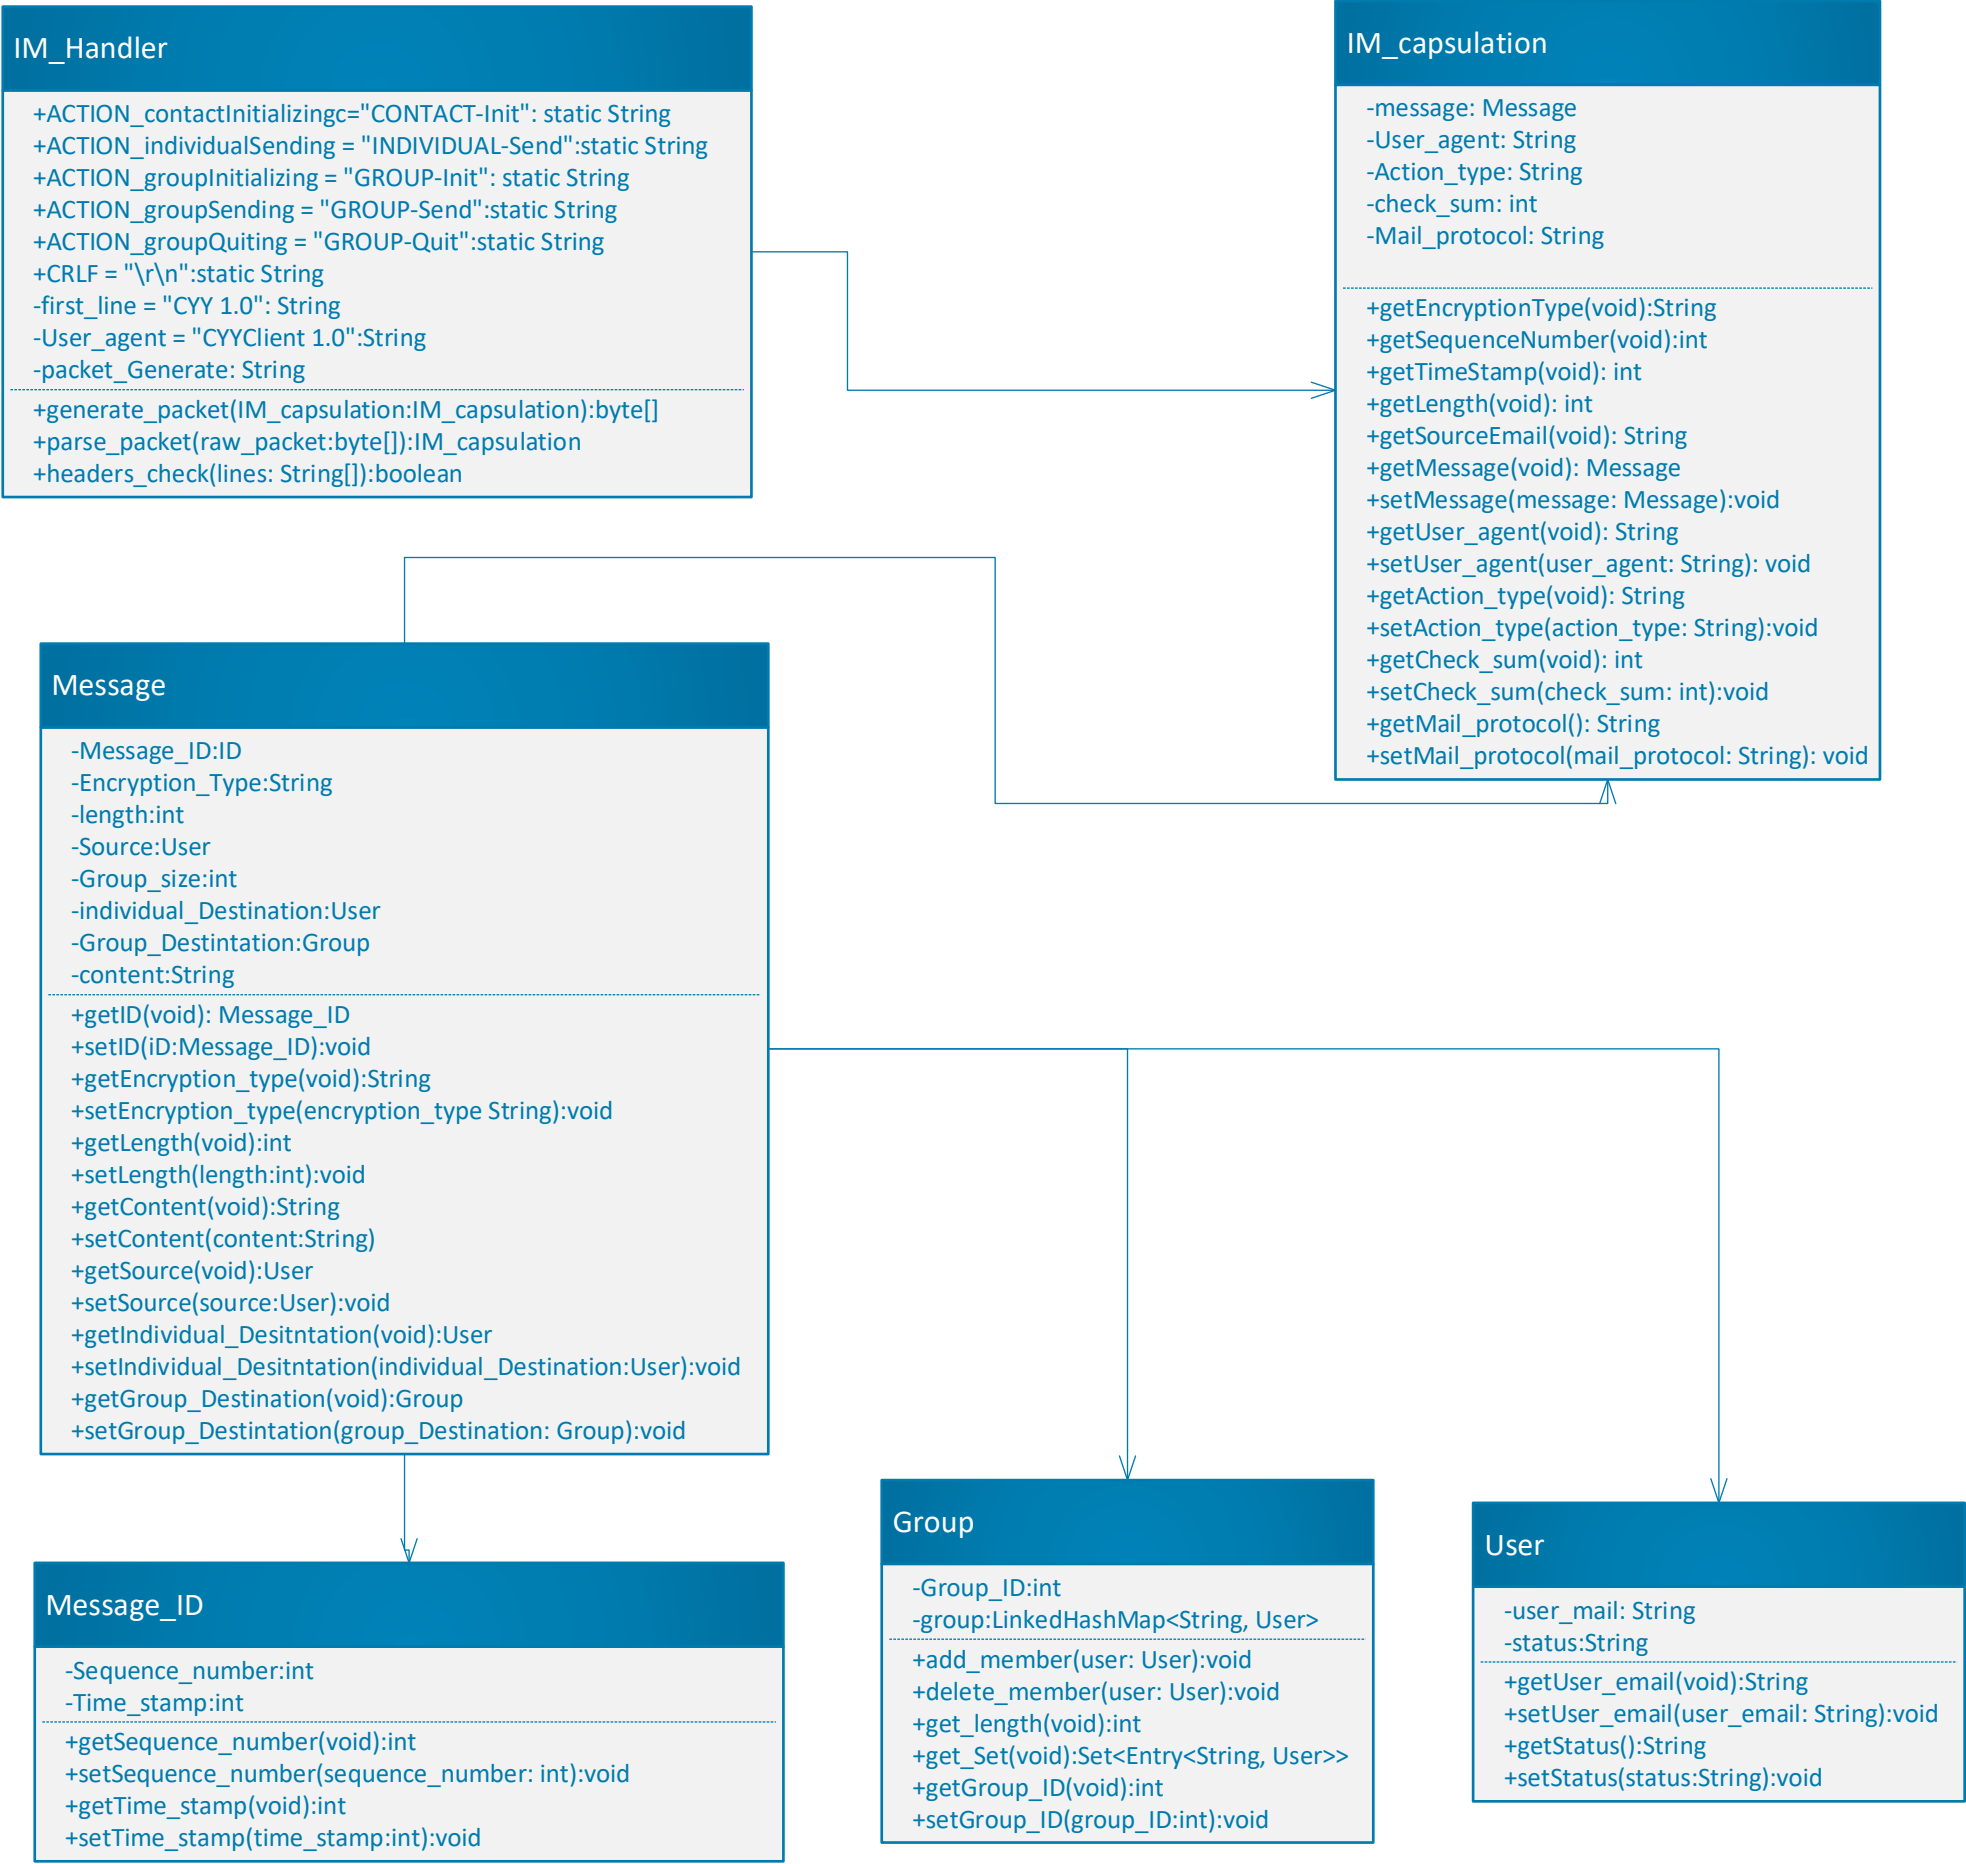 IM_Handler
+ACTION_contactInitializingc="CONTACT-Init": static String
+ACTION_individualSending = "INDIVIDUAL-Send":static String
+ACTION_groupInitializing = "GROUP-Init": static String
+ACTION_groupSending = "GROUP-Send":static String
+ACTION_groupQuiting = "GROUP-Quit":static String
+CRLF = "\r\n":static String
-first_line = "CYY 1.0": String
-User_agent = "CYYClient 1.0":String
-packet_Generate: String
+generate_packet(IM_capsulation:IM_capsulation):byte[]
+parse_packet(raw_packet:byte[]):IM_capsulation
+headers_check(lines: String[]):boolean
IM_capsulation
-message: Message
-User_agent: String
-Action_type: String
-check_sum: int
-Mail_protocol: String
+getEncryptionType(void):String
+getSequenceNumber(void):int
+getTimeStamp(void): int
+getLength(void): int
+getSourceEmail(void): String
+getMessage(void): Message
+setMessage(message: Message):void
+getUser_agent(void): String
+setUser_agent(user_agent: String): void
+getAction_type(void): String
+setAction_type(action_type: String):void
+getCheck_sum(void): int
+setCheck_sum(check_sum: int):void
+getMail_protocol(): String
+setMail_protocol(mail_protocol: String): void
Message
-Message_ID:ID
-Encryption_Type:String
-length:int
-Source:User
-Group_size:int
-individual_Destination:User
-Group_Destintation:Group
-content:String
+getID(void): Message_ID
+setID(iD:Message_ID):void
+getEncryption_type(void):String
+setEncryption_type(encryption_type String):void
+getLength(void):int
+setLength(length:int):void
+getContent(void):String
+setContent(content:String)
+getSource(void):User
+setSource(source:User):void
+getIndividual_Desitntation(void):User
+setIndividual_Desitntation(individual_Destination:User):void
+getGroup_Destination(void):Group
+setGroup_Destintation(group_Destination: Group):void
Message_ID
-Sequence_number:int
-Time_stamp:int
+getSequence_number(void):int
+setSequence_number(sequence_number: int):void
+getTime_stamp(void):int
+setTime_stamp(time_stamp:int):void
Group
-Group_ID:int
-group:LinkedHashMap<String, User>
+add_member(user: User):void
+delete_member(user: User):void
+get_length(void):int
+get_Set(void):Set<Entry<String, User>>
+getGroup_ID(void):int
+setGroup_ID(group_ID:int):void
User
-user_mail: String
-status:String
+getUser_email(void):String
+setUser_email(user_email: String):void
+getStatus():String
+setStatus(status:String):void